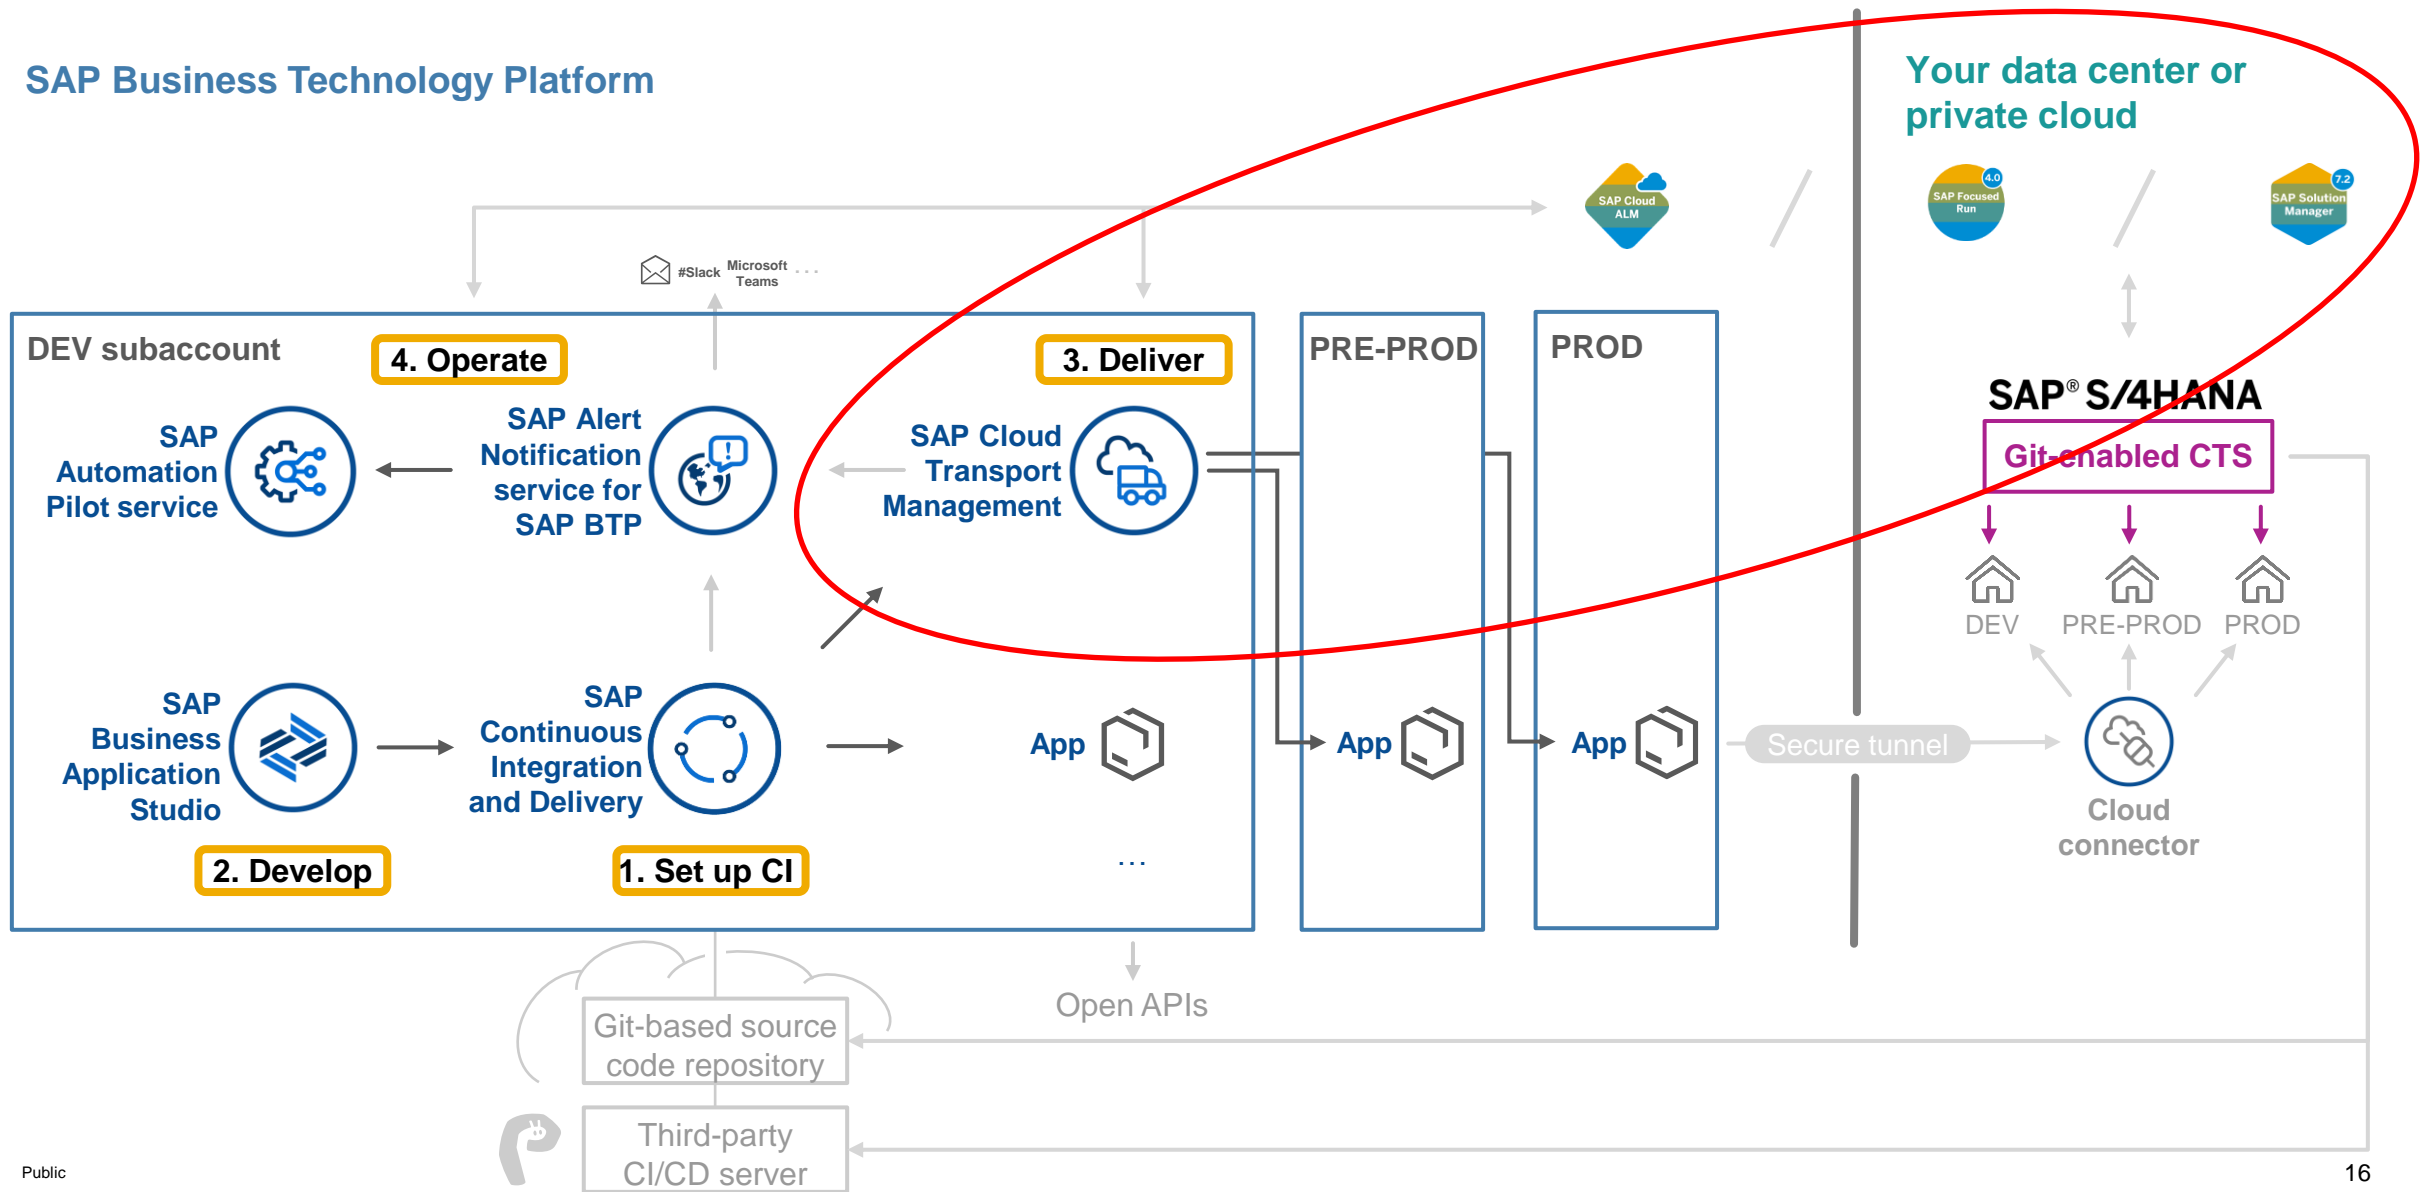 SAP Business Technology Platform
Your data center or
private cloud
SAP Cloud
ALM
4.0
SAP Focused
Run
7.2
SAP Solution
Manager
#Slack
Microsoft
Teams
...
DEV subaccount
4. Operate
3. Deliver
PRE-PROD
PROD
SAP
Automation
Pilot service
SAP Alert
Notification
service for
SAP BTP
SAP Cloud
Transport
Management
SAP® S/4HANA
Git-enabled CTS
DEV
PRE-PROD
PROD
SAP
Business
Application
Studio
SAP
Continuous
Integration
and Delivery
App
App
App
Secure tunnel
Cloud
connector
2. Develop
1. Set up CI
...
Open APIs
Git-based source
code repository
Third-party
CI/CD server
Public
16